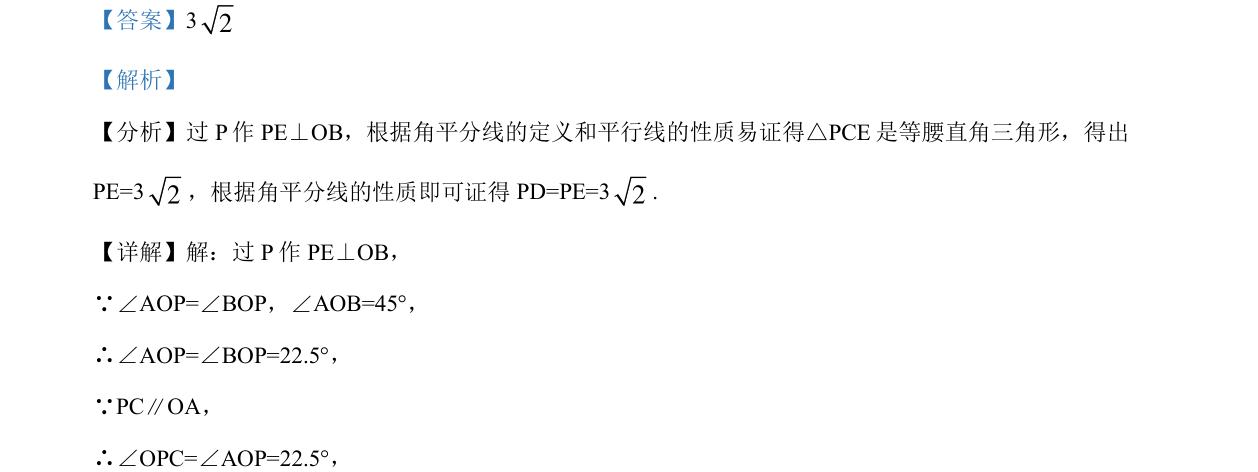 【答案】3√2
【解析】
【分析】过 P 作 PE⊥OB，根据角平分线的定义和平行线的性质易证得△PCE 是等腰直角三角形，得出
PE=3√2，根据角平分线的性质即可证得 PD=PE=3√2.
【详解】解：过 P 作 PE⊥OB，
∵∠AOP=∠BOP，∠AOB=45°，
∴∠AOP=∠BOP=22.5°，
∵PC∥OA，
∴∠OPC=∠AOP=22.5°，